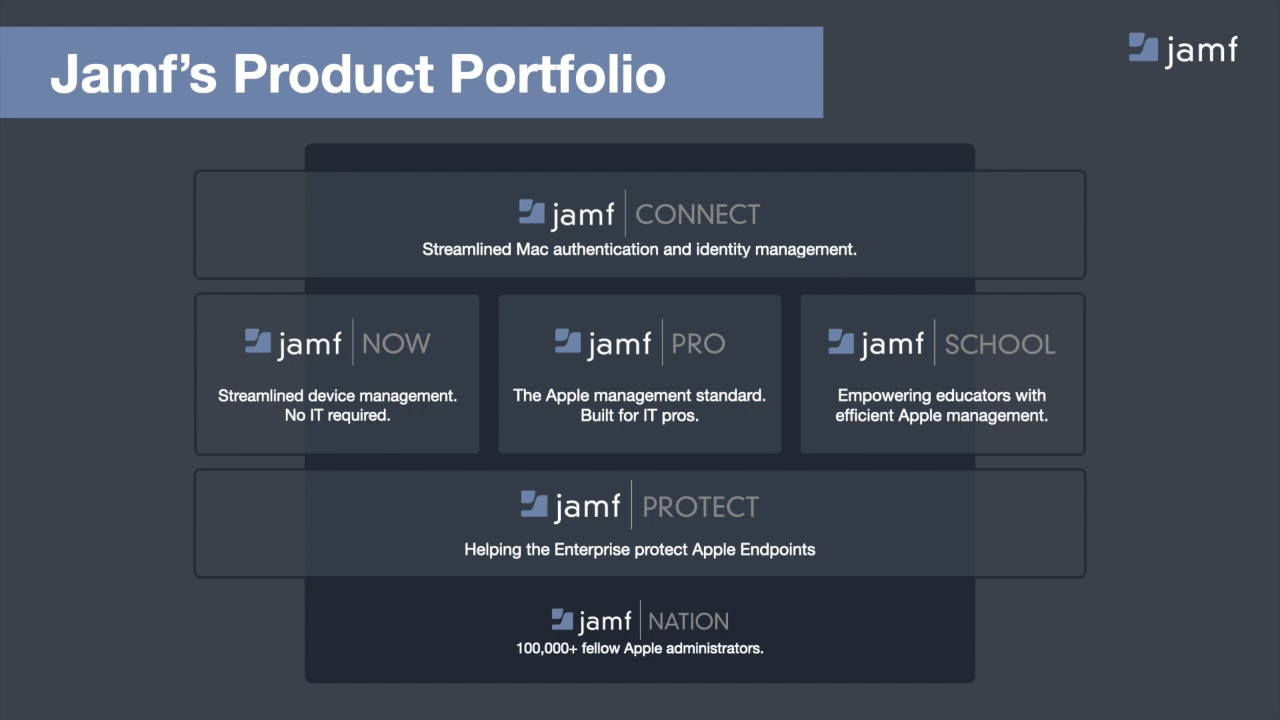 Jamf’s Product Portfolio
jamf
jamf | CONNECT
Streamlined Mac authentication and identity management.
jamf | NOW
Streamlined device management.
No IT required.
jamf | PRO
The Apple management standard.
Built for IT pros.
jamf | SCHOOL
Empowering educators with
efficient Apple management.
jamf | PROTECT
Helping the Enterprise protect Apple Endpoints
jamf | NATION
100,000+ fellow Apple administrators.